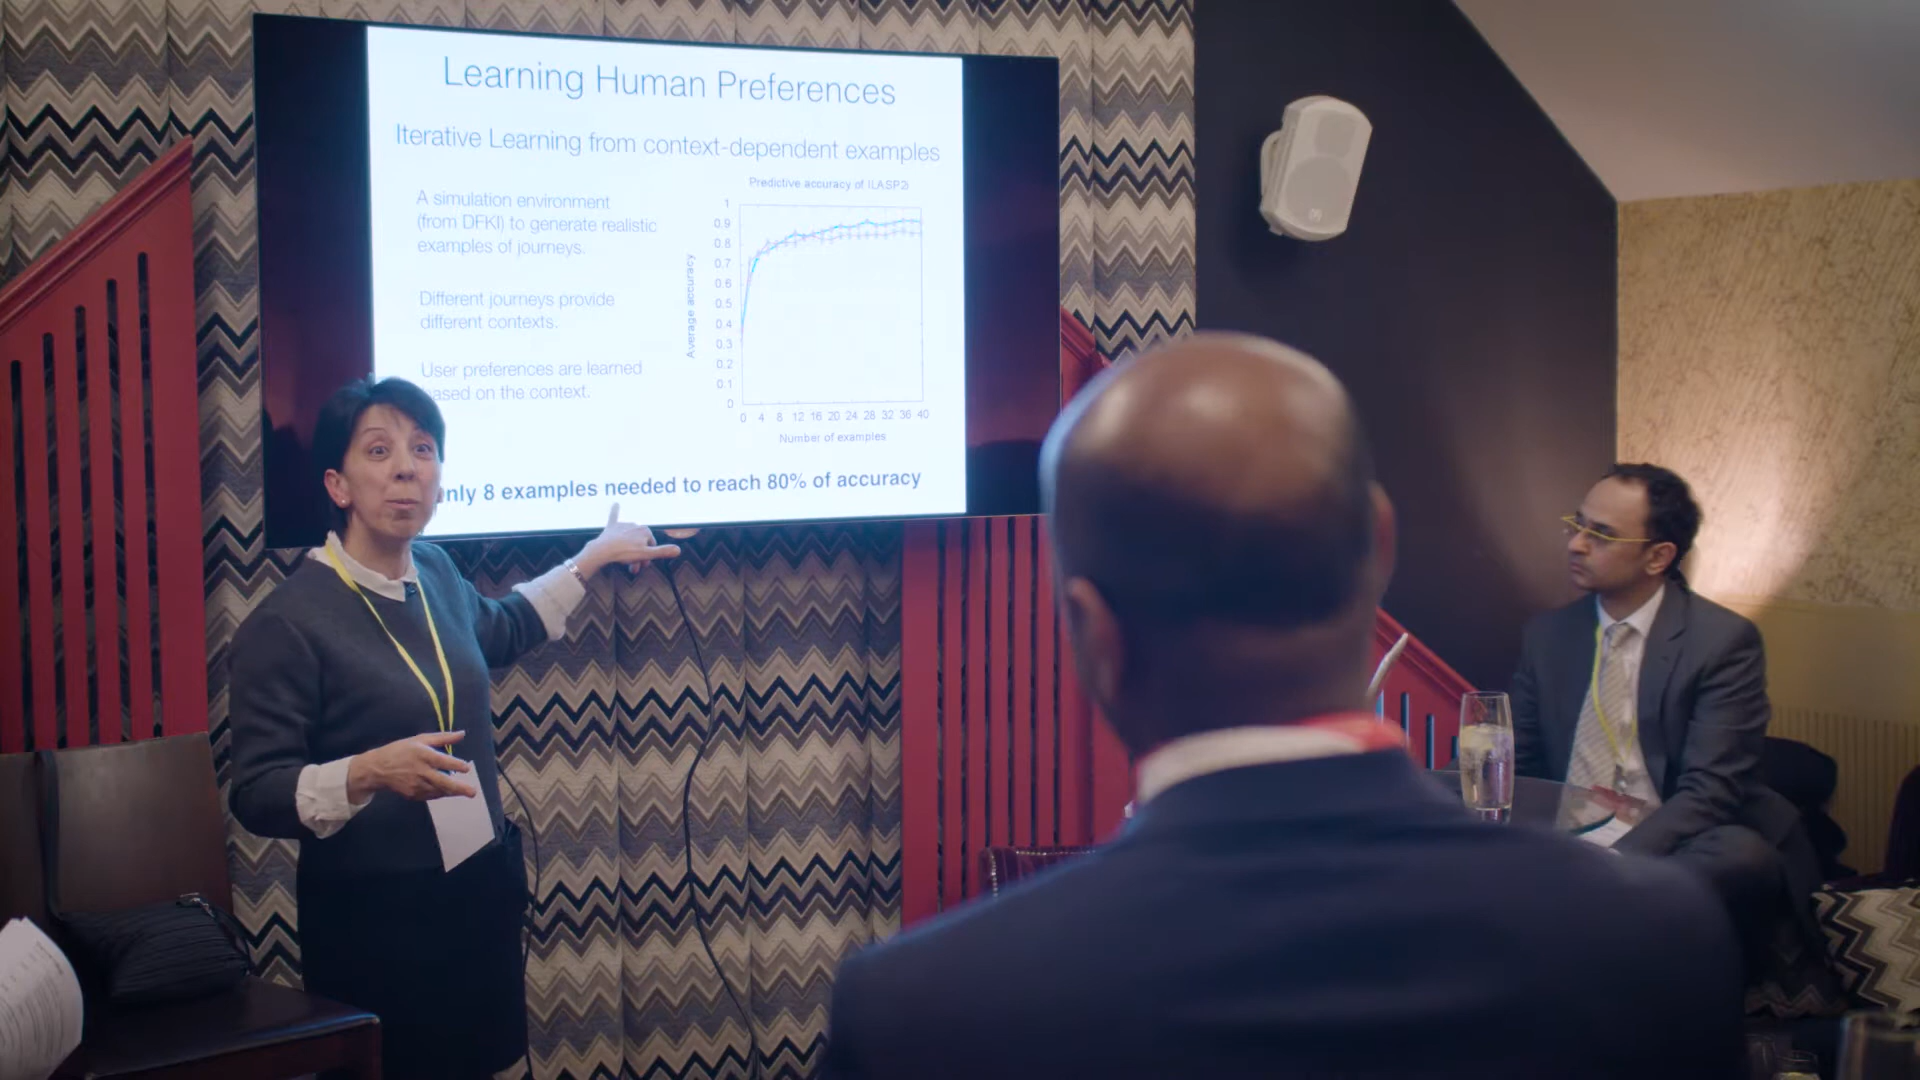 Learning Human Preferences
Iterative Learning from context-dependent examples
A simulation environment
(from DFKI) to generate realistic
examples of journeys.
Different journeys provide
different contexts.
User preferences are learned
based on the context.
Predictive accuracy of ILASP2i
Average accuracy
1
0.9
0.8
0.7
0.6
0.5
0.4
0.3
0.2
0.1
0
0 4 8 12 16 20 24 28 32 36 40
Number of examples
nly 8 examples needed to reach 80% of accuracy